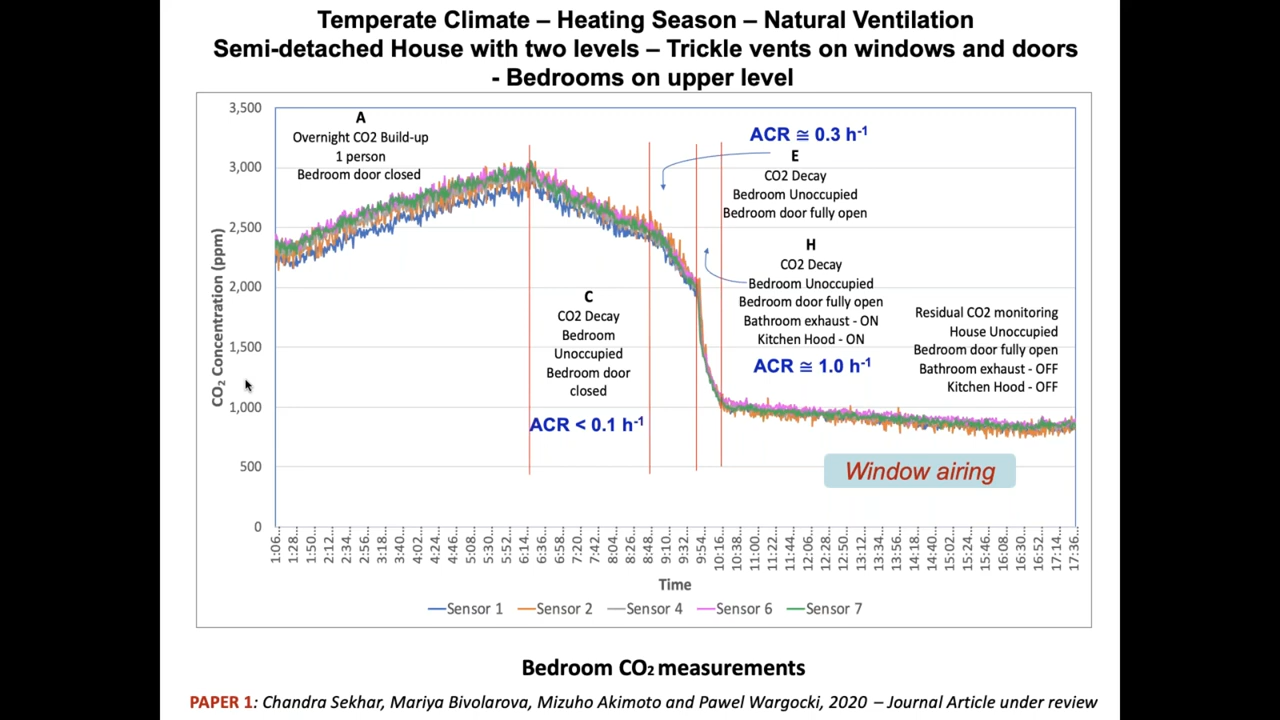 Temperate Climate – Heating Season – Natural Ventilation
Semi-detached House with two levels – Trickle vents on windows and doors
- Bedrooms on upper level
3,500
3,000
2,500
2,000
1,500
1,000
500
0
CO2 Concentration (ppm)
A
Overnight CO2 Build-up
1 person
Bedroom door closed
ACR ≅ 0.3 h-1
E
CO2 Decay
Bedroom Unoccupied
Bedroom door fully open
H
CO2 Decay
Bedroom Unoccupied
Bedroom door fully open
Bathroom exhaust - ON
Kitchen Hood - ON
ACR ≅ 1.0 h-1
C
CO2 Decay
Bedroom
Unoccupied
Bedroom door
closed
ACR < 0.1 h-1
Residual CO2 monitoring
House Unoccupied
Bedroom door fully open
Bathroom exhaust - OFF
Kitchen Hood - OFF
Window airing
1:06... 1:28... 1:50... 2:12... 2:34... 2:56... 3:18... 3:40... 4:02... 4:24... 4:46... 5:08... 5:30... 5:52... 6:14... 6:36... 6:58... 7:20... 7:42... 8:04... 8:26... 8:48... 9:10... 9:32... 9:54... 10:16... 10:38... 11:00... 11:22... 11:44... 12:06... 12:28... 12:50... 13:12... 13:34... 13:56... 14:18... 14:40... 15:02... 15:24... 15:46... 16:08... 16:30... 16:52... 17:14... 17:36...
Time
Sensor 1 Sensor 2 Sensor 4 Sensor 6 Sensor 7
Bedroom CO2 measurements
PAPER 1: Chandra Sekhar, Mariya Bivolarova, Mizuho Akimoto and Pawel Wargocki, 2020 – Journal Article under review